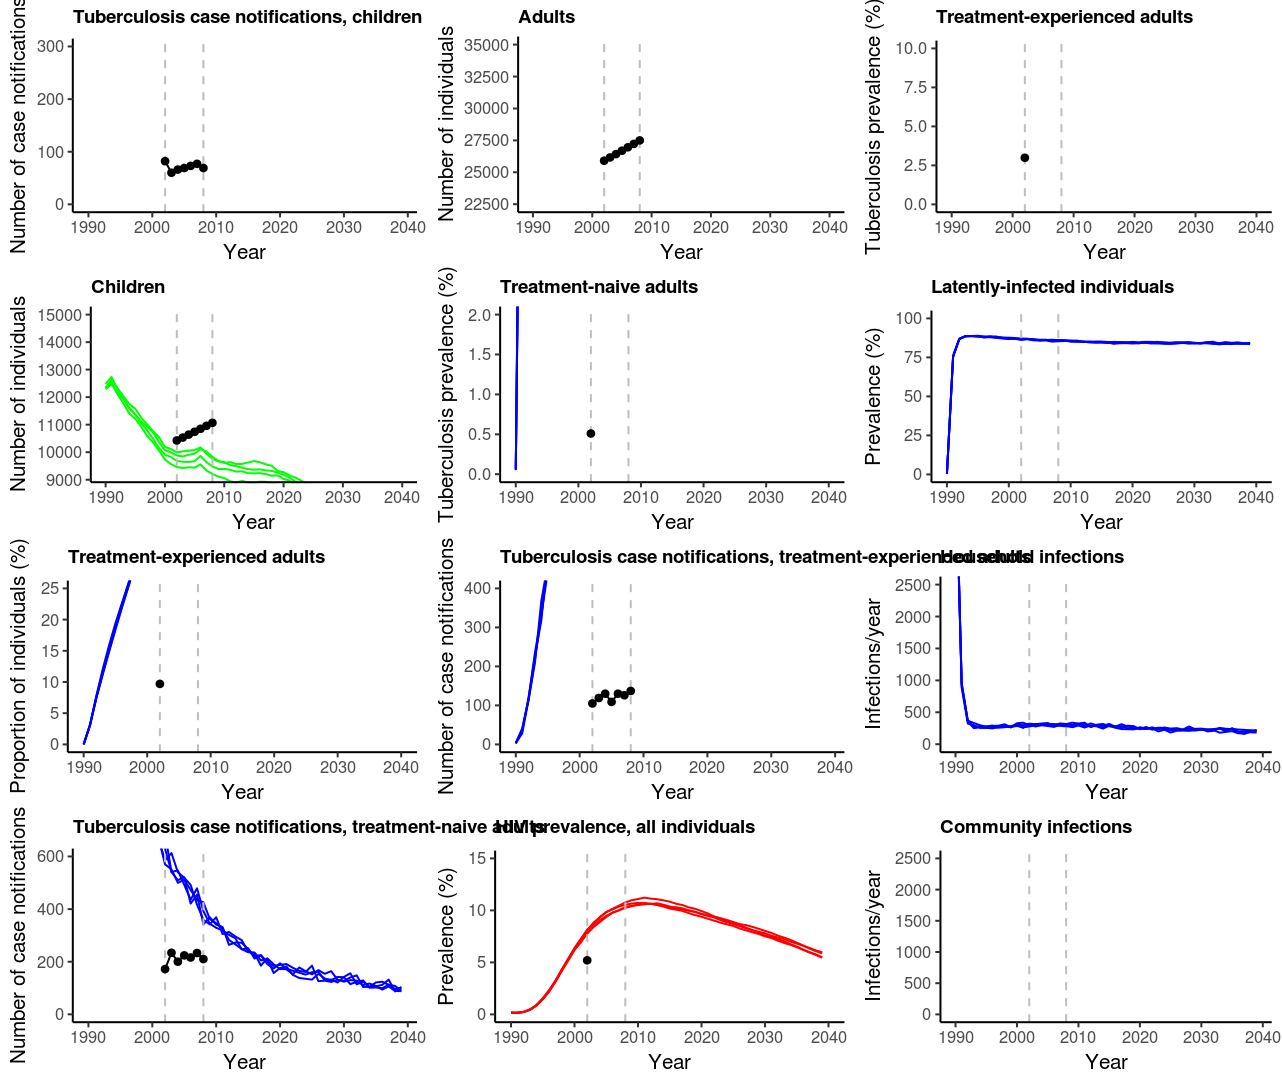 Tuberculosis case notifications, children
Number of case notifications
300
200
100
0
1990 2000 2010 2020 2030 2040
Year
Adults
Number of individuals
35000
32500
30000
27500
25000
22500
1990 2000 2010 2020 2030 2040
Year
Treatment-experienced adults
Tuberculosis prevalence (%)
10.0
7.5
5.0
2.5
0.0
1990 2000 2010 2020 2030 2040
Year
Children
Number of individuals
15000
14000
13000
12000
11000
10000
9000
1990 2000 2010 2020 2030 2040
Year
Treatment-naive adults
Tuberculosis prevalence (%)
2.0
1.5
1.0
0.5
0.0
1990 2000 2010 2020 2030 2040
Year
Latently-infected individuals
Prevalence (%)
100
75
50
25
0
1990 2000 2010 2020 2030 2040
Year
Treatment-experienced adults
Proportion of individuals (%)
25
20
15
10
5
0
1990 2000 2010 2020 2030 2040
Year
Tuberculosis case notifications, treatment-experienced adults
Number of case notifications
400
300
200
100
0
1990 2000 2010 2020 2030 2040
Year
Household infections
Infections/year
2500
2000
1500
1000
500
0
1990 2000 2010 2020 2030 2040
Year
Tuberculosis case notifications, treatment-naive adults
Number of case notifications
600
400
200
0
1990 2000 2010 2020 2030 2040
Year
HIV prevalence, all individuals
Prevalence (%)
15
10
5
0
1990 2000 2010 2020 2030 2040
Year
Community infections
Infections/year
2500
2000
1500
1000
500
0
1990 2000 2010 2020 2030 2040
Year